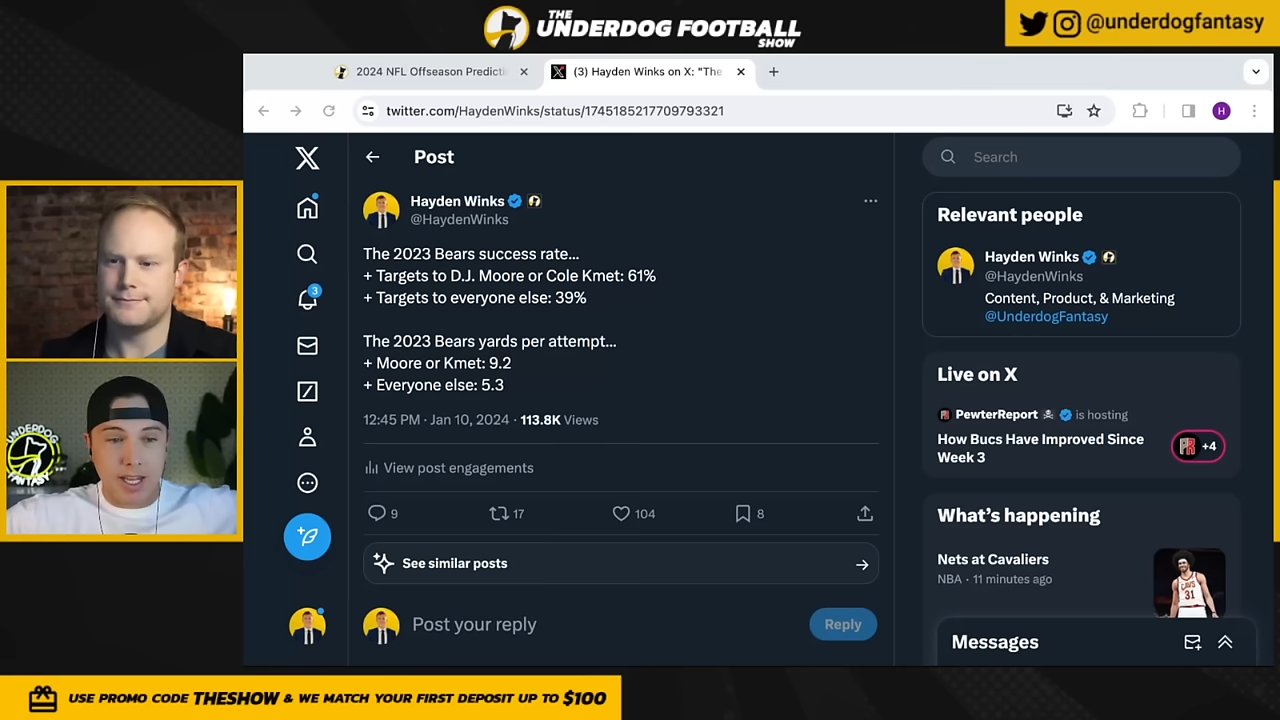 THE
UNDERDOG FOOTBALL
SHOW
@underdogfantasy
2024 NFL Offseason Predicti
(3) Hayden Winks on X: "The
twitter.com/HaydenWinks/status/1745185217709793321
H
Post
Search
Hayden Winks
@HaydenWinks
The 2023 Bears success rate...
+ Targets to D.J. Moore or Cole Kmet: 61%
+ Targets to everyone else: 39%
The 2023 Bears yards per attempt...
+ Moore or Kmet: 9.2
+ Everyone else: 5.3
12:45 PM · Jan 10, 2024 · 113.8K Views
View post engagements
9
17
104
8
See similar posts
Post your reply
Reply
3
Relevant people
Hayden Winks
@HaydenWinks
Content, Product, & Marketing
@UnderdogFantasy
Live on X
PewterReport is hosting
How Bucs Have Improved Since
Week 3
+4
What's happening
Nets at Cavaliers
NBA · 11 minutes ago
CAVS
31
Messages
UNDERDOG
FANTASY
USE PROMO CODE THESHOW & WE MATCH YOUR FIRST DEPOSIT UP TO $100